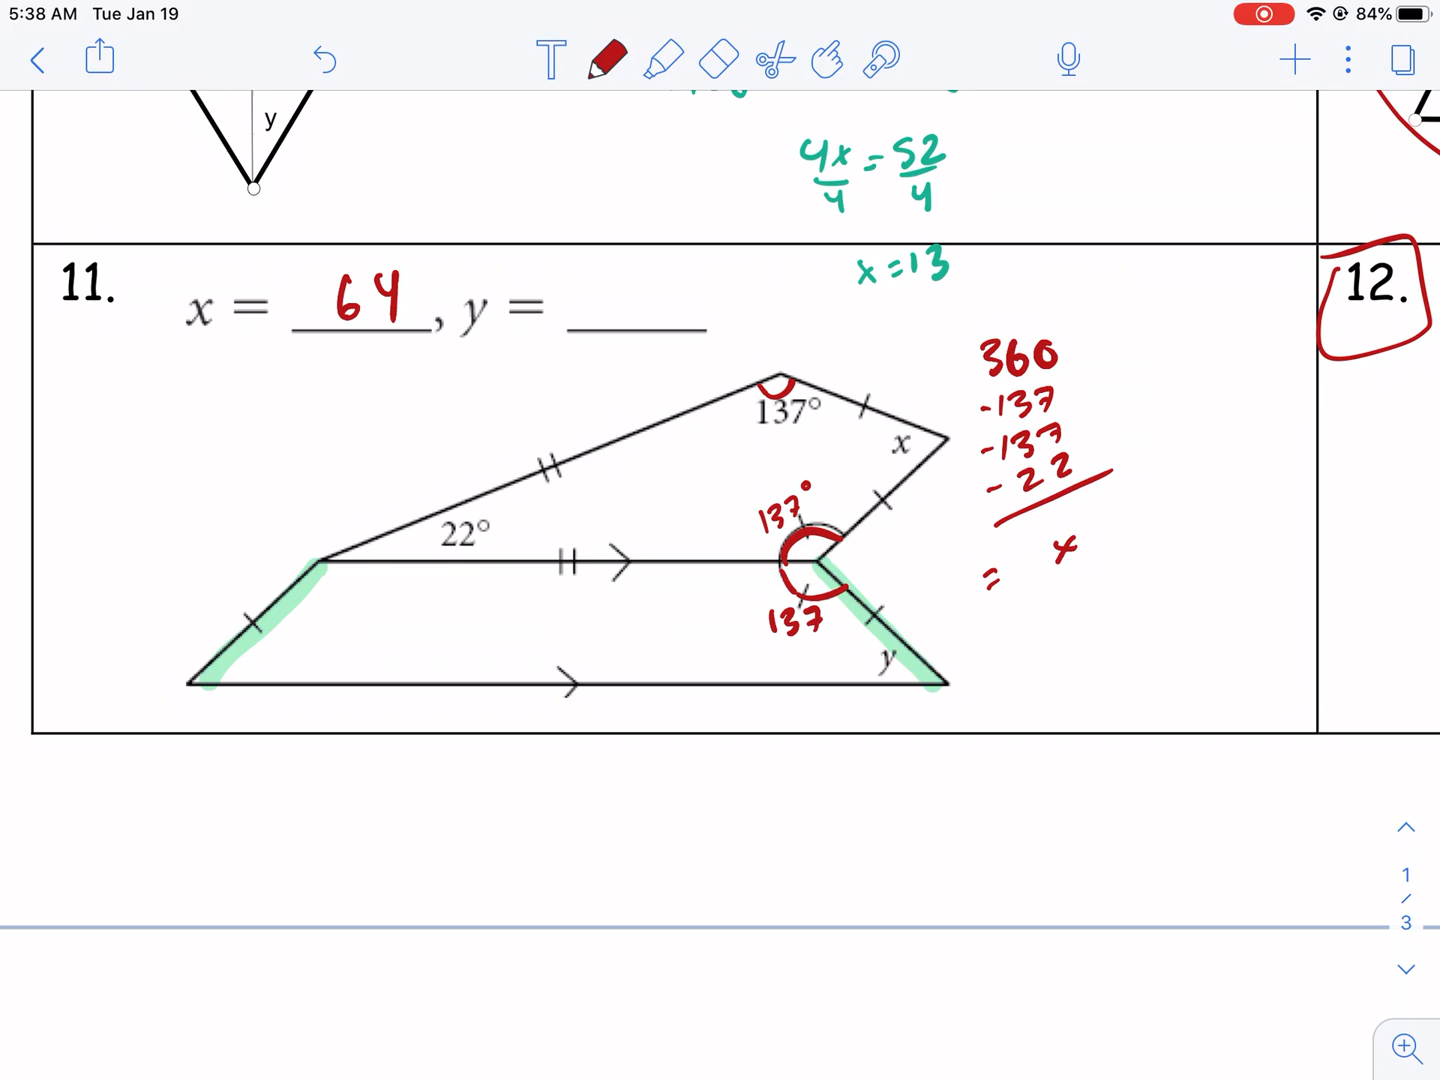 5:38 AM Tue Jan 19
84%
T
y
4x/4 = 52/4
x = 13
11.
x = 64, y = ______
12.
360
-137
-137
-22
= x
137°
x
22°
137°
137
y
1
/
3